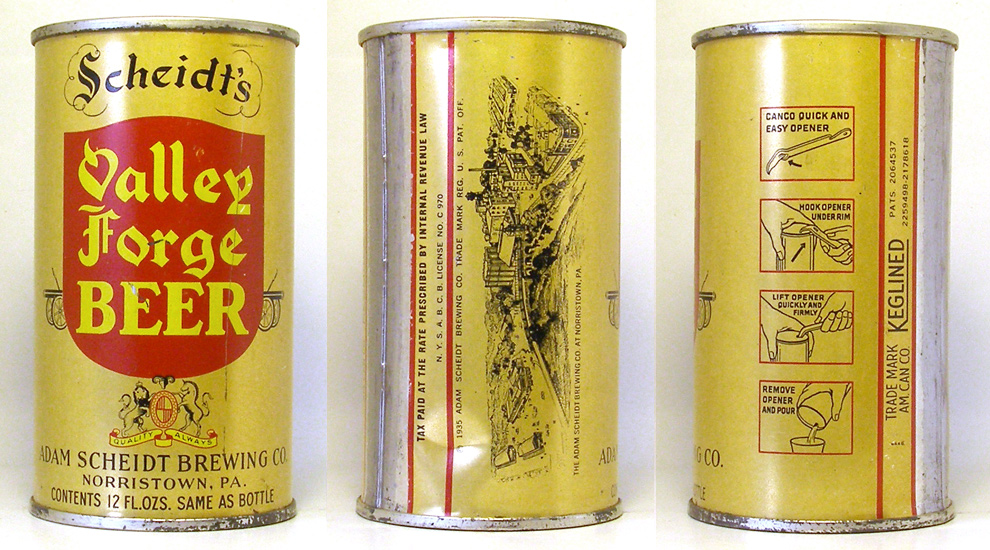 Scheidt's
Valley
Forge
BEER
QUALITY ALWAYS
ADAM SCHEIDT BREWING CO.
NORRISTOWN, PA.
CONTENTS 12 FL.OZS. SAME AS BOTTLE
TAX PAID AT THE RATE PRESCRIBED BY INTERNAL REVENUE LAW
N.Y.S.A.B.C.B. LICENSE NO. C 970
1935 ADAM SCHEIDT BREWING CO. TRADE MARK REG. U.S. PAT. OFF.
THE ADAM SCHEIDT BREWING CO. AT NORRISTOWN, PA.
ADA
G CO.
TLE
CANCO QUICK AND
EASY OPENER
HOOK OPENER
UNDER RIM
LIFT OPENER
QUICKLY AND
FIRMLY
REMOVE
OPENER
AND POUR
TRADE MARK KEGLINED PATS. 2064537
AM. CAN CO 2259498-2178618